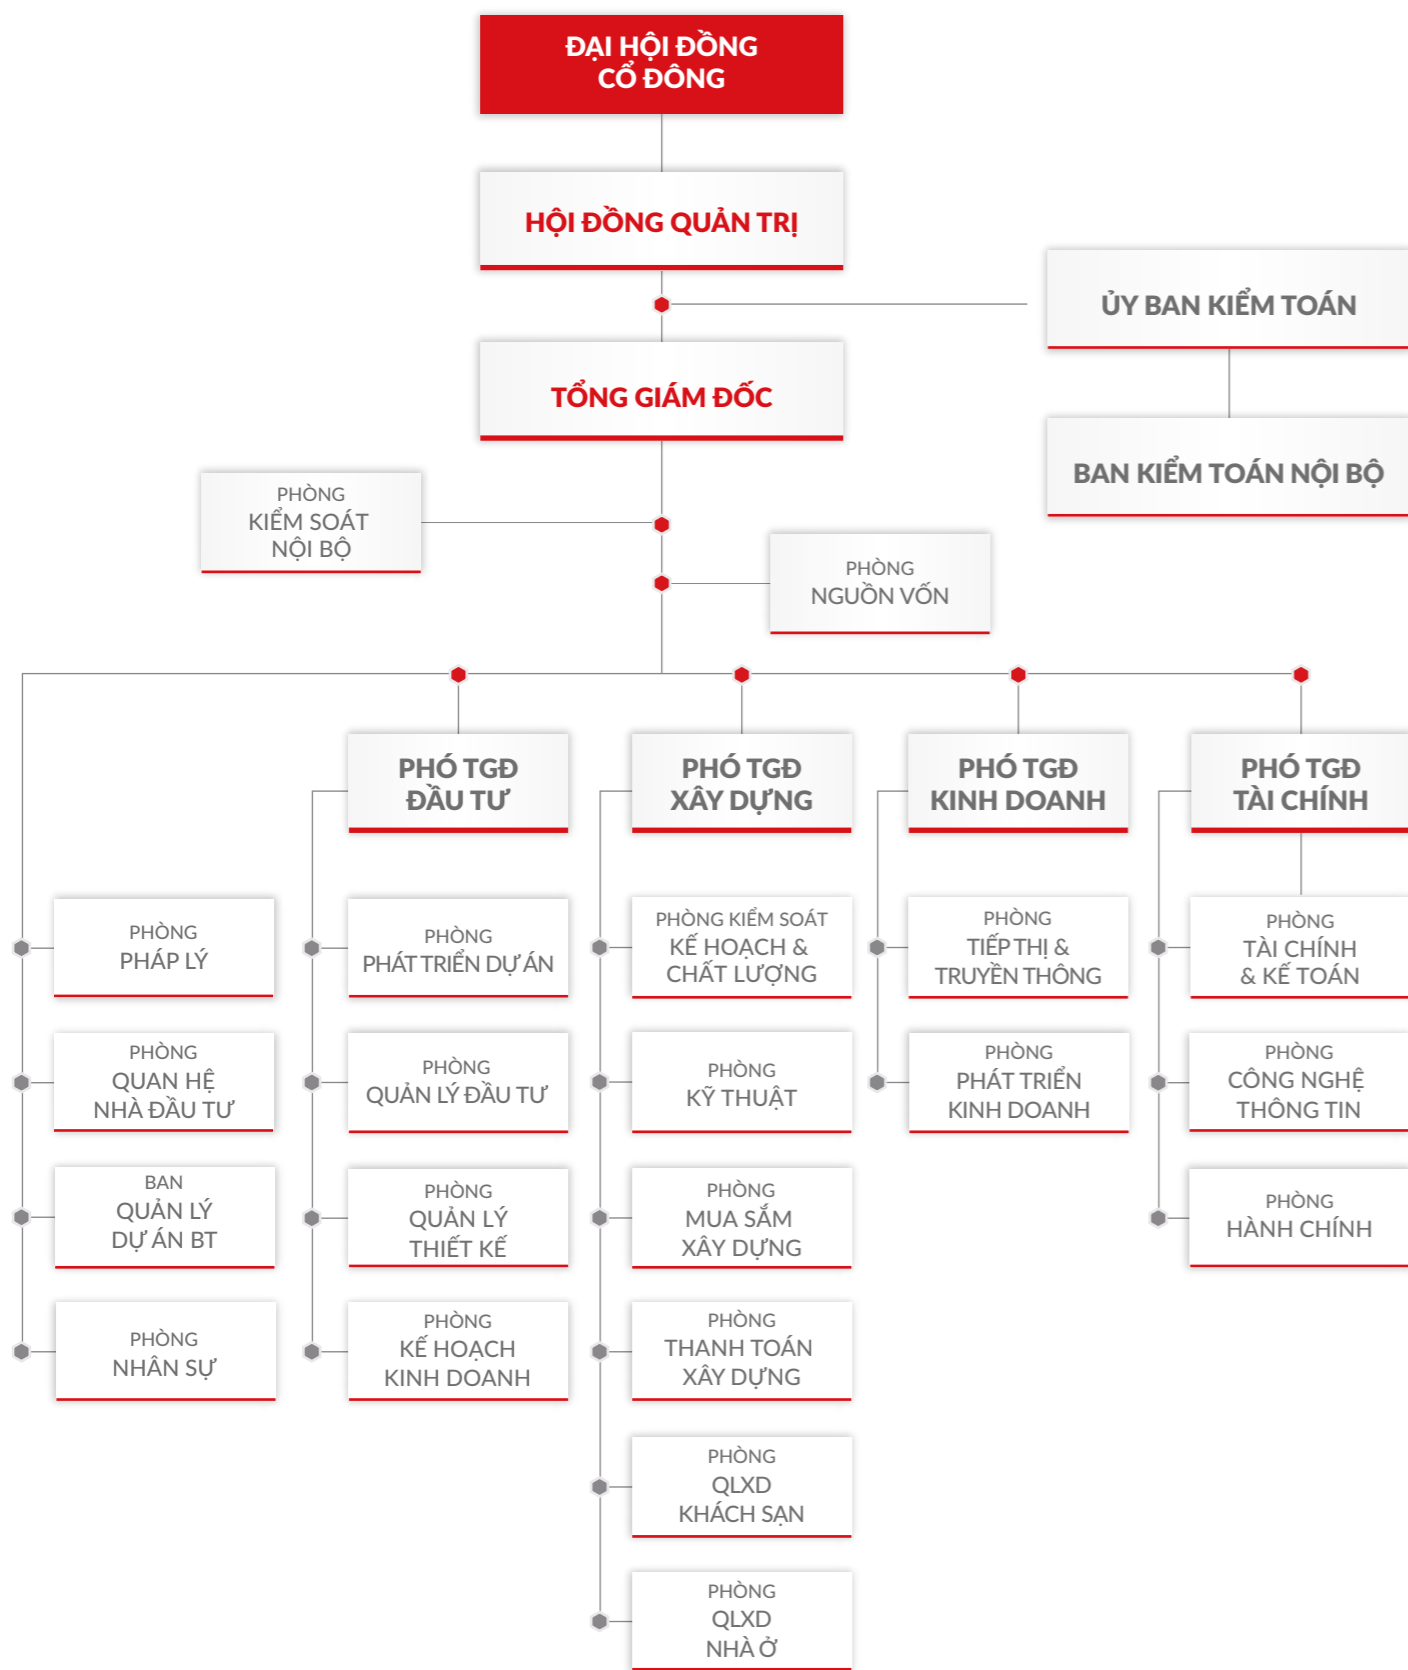 ĐẠI HỘI ĐỒNG
CỔ ĐÔNG
HỘI ĐỒNG QUẢN TRỊ
ỦY BAN KIỂM TOÁN
TỔNG GIÁM ĐỐC
BAN KIỂM TOÁN NỘI BỘ
PHÒNG
KIỂM SOÁT
NỘI BỘ
PHÒNG
NGUỒN VỐN
PHÓ TGĐ
ĐẦU TƯ
PHÓ TGĐ
XÂY DỰNG
PHÓ TGĐ
KINH DOANH
PHÓ TGĐ
TÀI CHÍNH
PHÒNG
PHÁP LÝ
PHÒNG
QUAN HỆ
NHÀ ĐẦU TƯ
BAN
QUẢN LÝ
DỰ ÁN BT
PHÒNG
NHÂN SỰ
PHÒNG
PHÁT TRIỂN DỰ ÁN
PHÒNG
QUẢN LÝ ĐẦU TƯ
PHÒNG
QUẢN LÝ
THIẾT KẾ
PHÒNG
KẾ HOẠCH
KINH DOANH
PHÒNG KIỂM SOÁT
KẾ HOẠCH &
CHẤT LƯỢNG
PHÒNG
KỸ THUẬT
PHÒNG
MUA SẮM
XÂY DỰNG
PHÒNG
THANH TOÁN
XÂY DỰNG
PHÒNG
QLXD
KHÁCH SẠN
PHÒNG
QLXD
NHÀ Ở
PHÒNG
TIẾP THỊ &
TRUYỀN THÔNG
PHÒNG
PHÁT TRIỂN
KINH DOANH
PHÒNG
TÀI CHÍNH
& KẾ TOÁN
PHÒNG
CÔNG NGHỆ
THÔNG TIN
PHÒNG
HÀNH CHÍNH